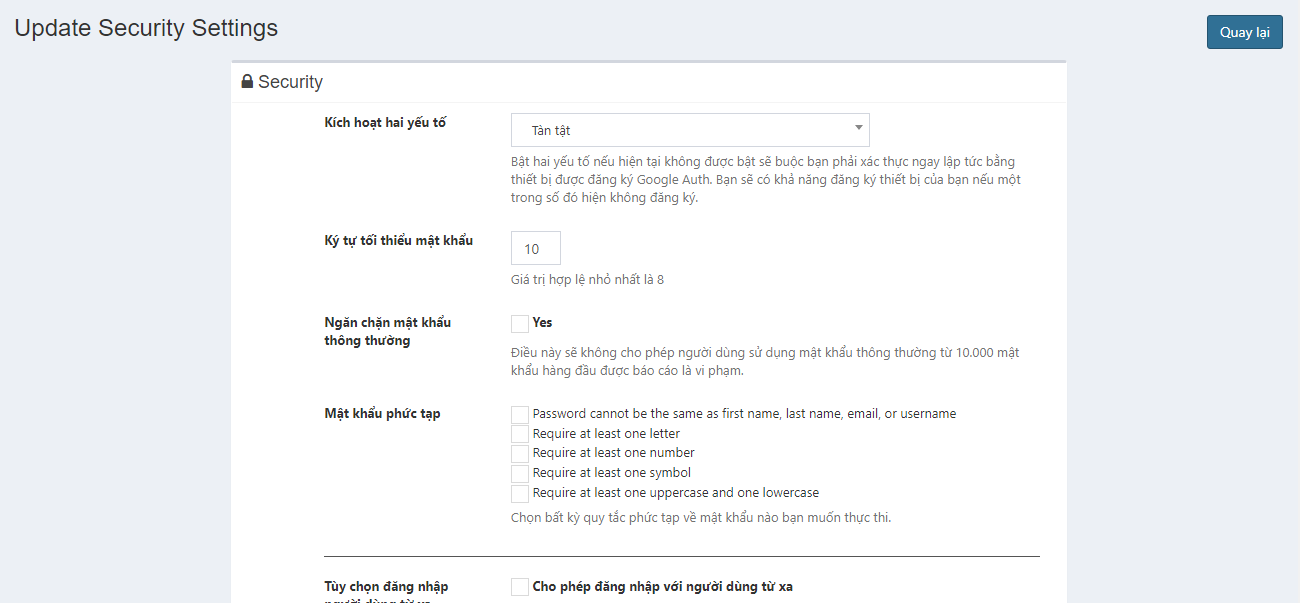 Update Security Settings
Quay lại
Security
Kích hoạt hai yếu tố
Tàn tật
Bật hai yếu tố nếu hiện tại không được bật sẽ buộc bạn phải xác thực ngay lập tức bằng
thiết bị được đăng ký Google Auth. Bạn sẽ có khả năng đăng ký thiết bị của bạn nếu một
trong số đó hiện không đăng ký.
Ký tự tối thiểu mật khẩu
10
Giá trị hợp lệ nhỏ nhất là 8
Ngăn chặn mật khẩu
thông thường
Yes
Điều này sẽ không cho phép người dùng sử dụng mật khẩu thông thường từ 10.000 mật
khẩu hàng đầu được báo cáo là vi phạm.
Mật khẩu phức tạp
Password cannot be the same as first name, last name, email, or username
Require at least one letter
Require at least one number
Require at least one symbol
Require at least one uppercase and one lowercase
Chọn bất kỳ quy tắc phức tạp về mật khẩu nào bạn muốn thực thi.
Tùy chọn đăng nhập
người dùng từ xa
Cho phép đăng nhập với người dùng từ xa